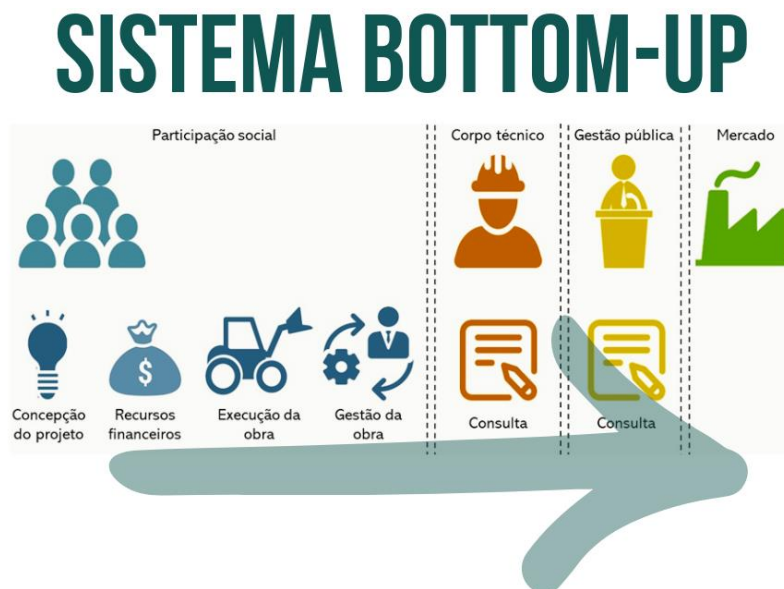 SISTEMA BOTTOM-UP
Participação social
Corpo técnico
Gestão pública
Mercado
$
Concepção
do projeto
Recursos
financeiros
Execução da
obra
Gestão da
obra
Consulta
Consulta